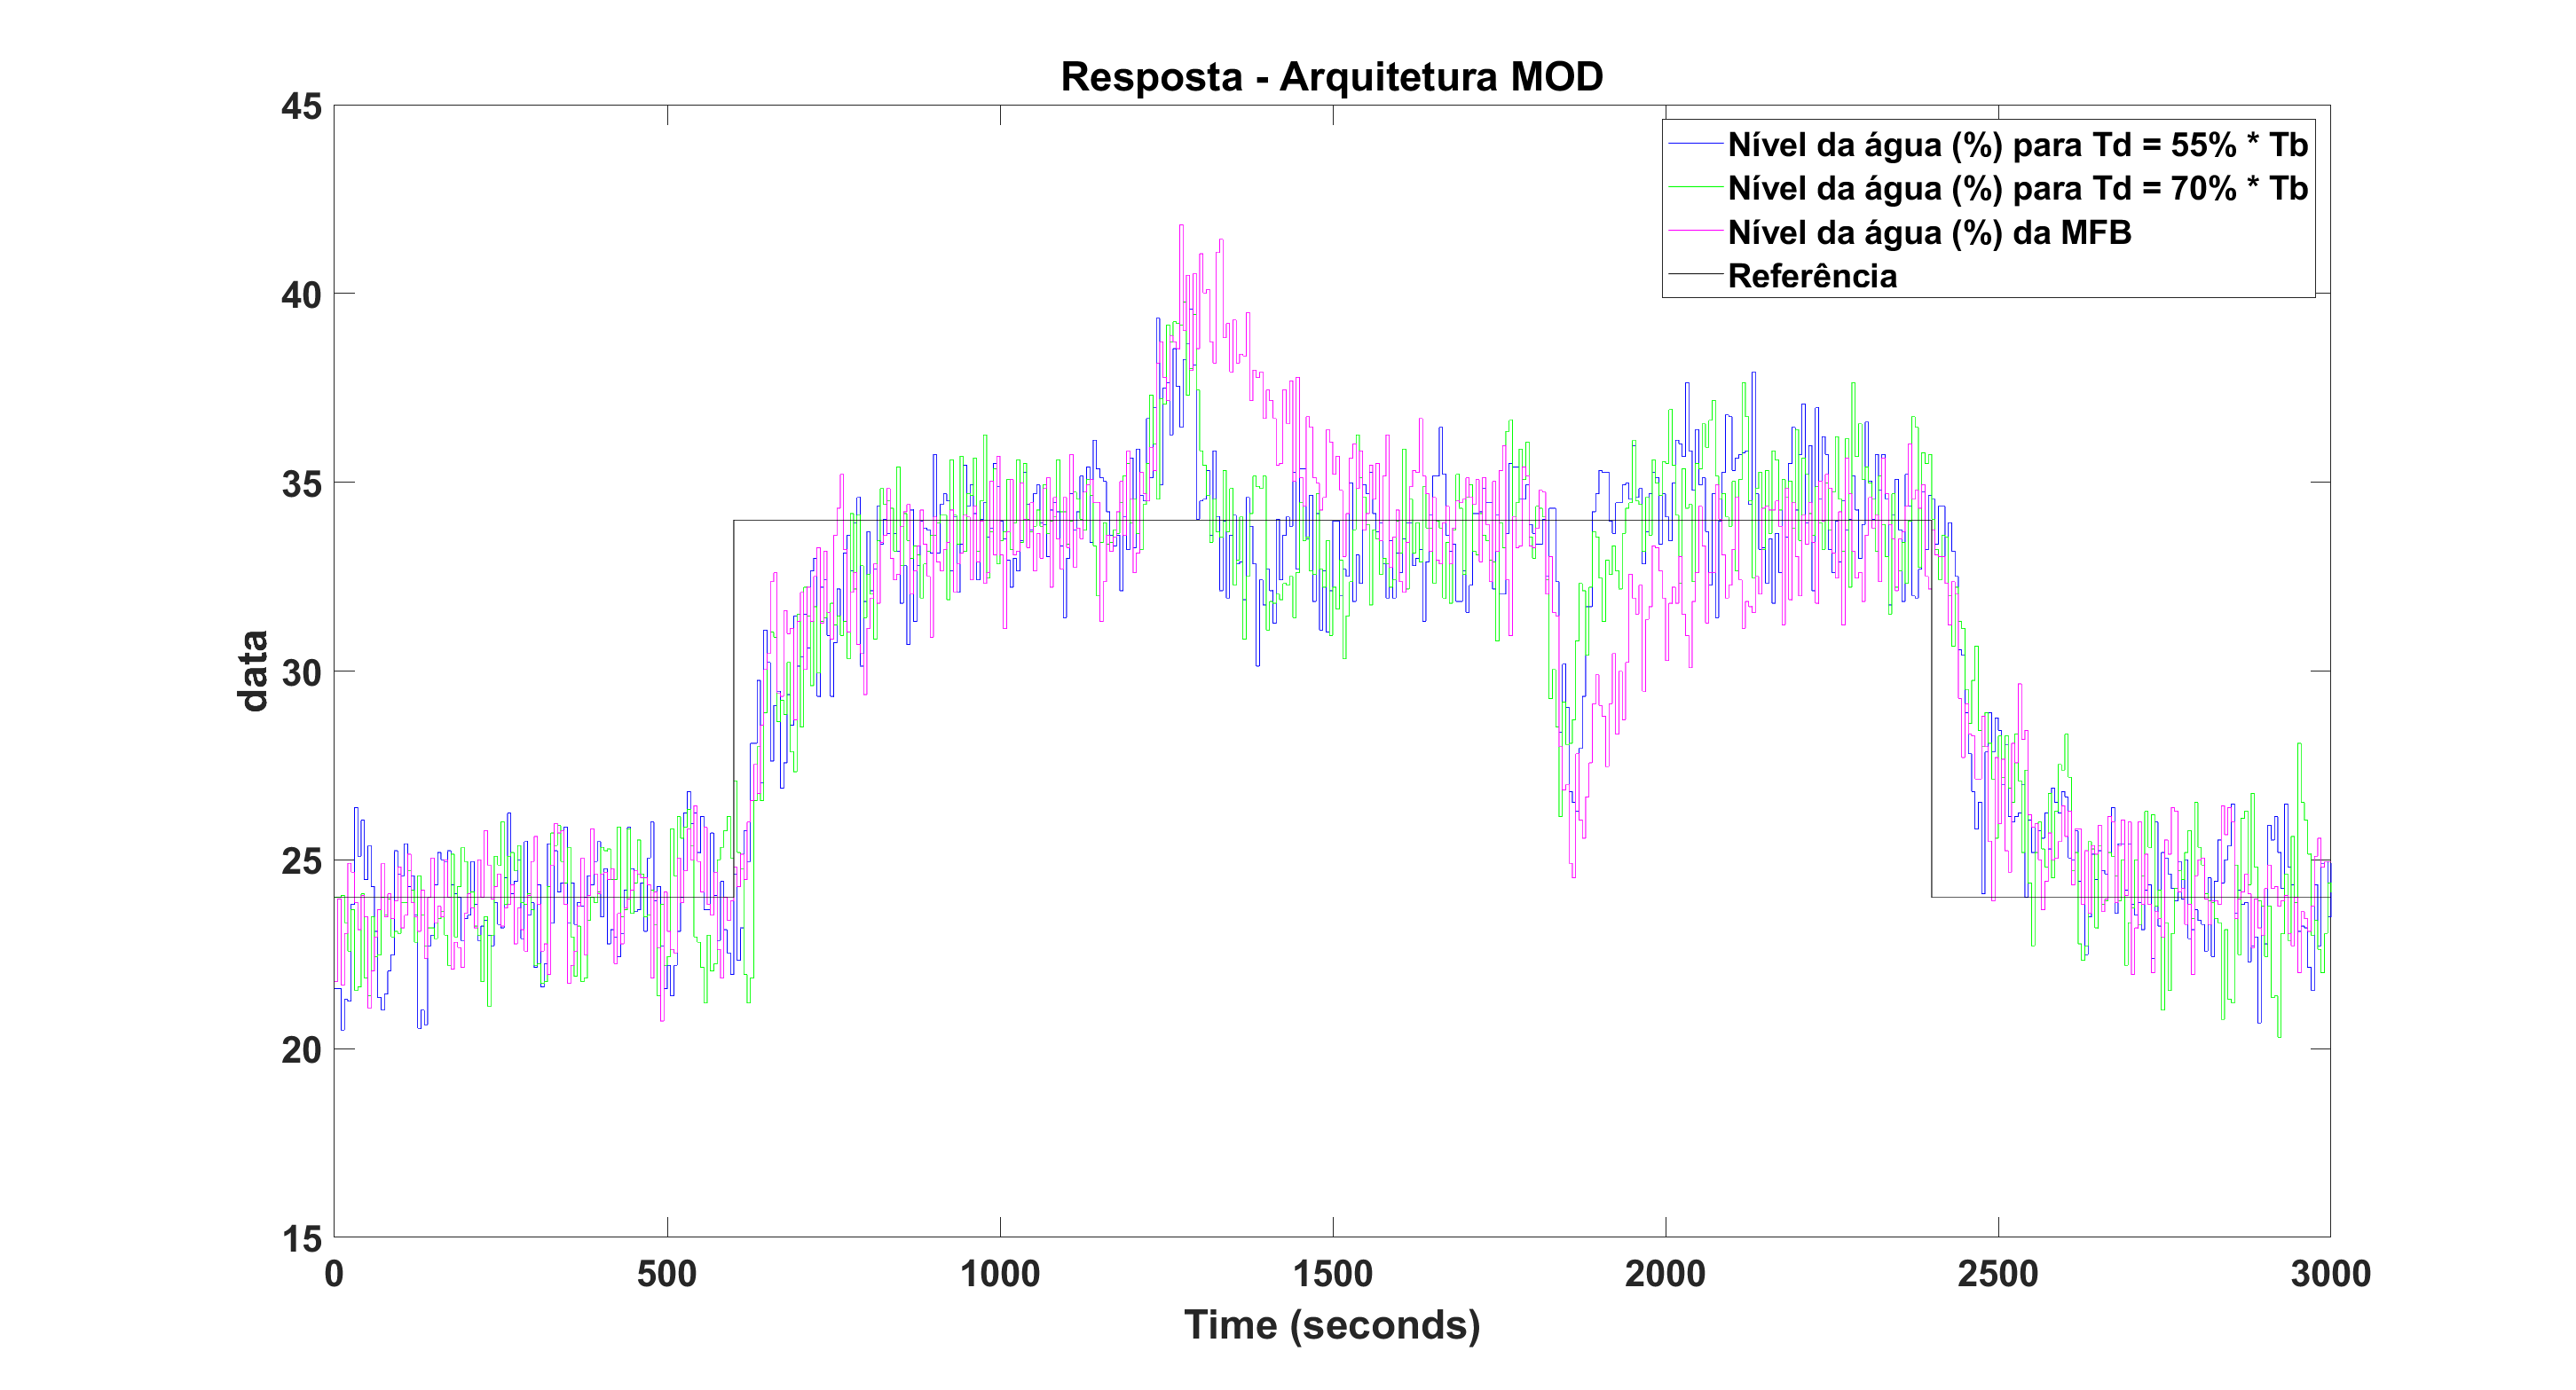 Resposta - Arquitetura MOD
45
40
35
30
25
20
15
data
Nível da água (%) para Td = 55% * Tb
Nível da água (%) para Td = 70% * Tb
Nível da água (%) da MFB
Referência
0 500 1000 1500 2000 2500 3000
Time (seconds)